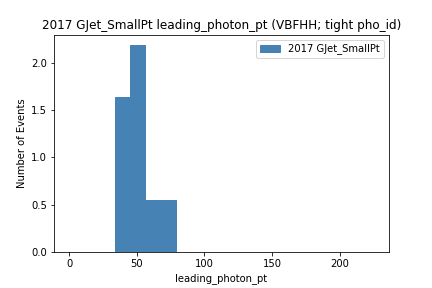 2017 GJet_SmallPt leading_photon_pt (VBFHH; tight pho_id)
2017 GJet_SmallPt
Number of Events
2.0
1.5
1.0
0.5
0.0
0 50 100 150 200
leading_photon_pt